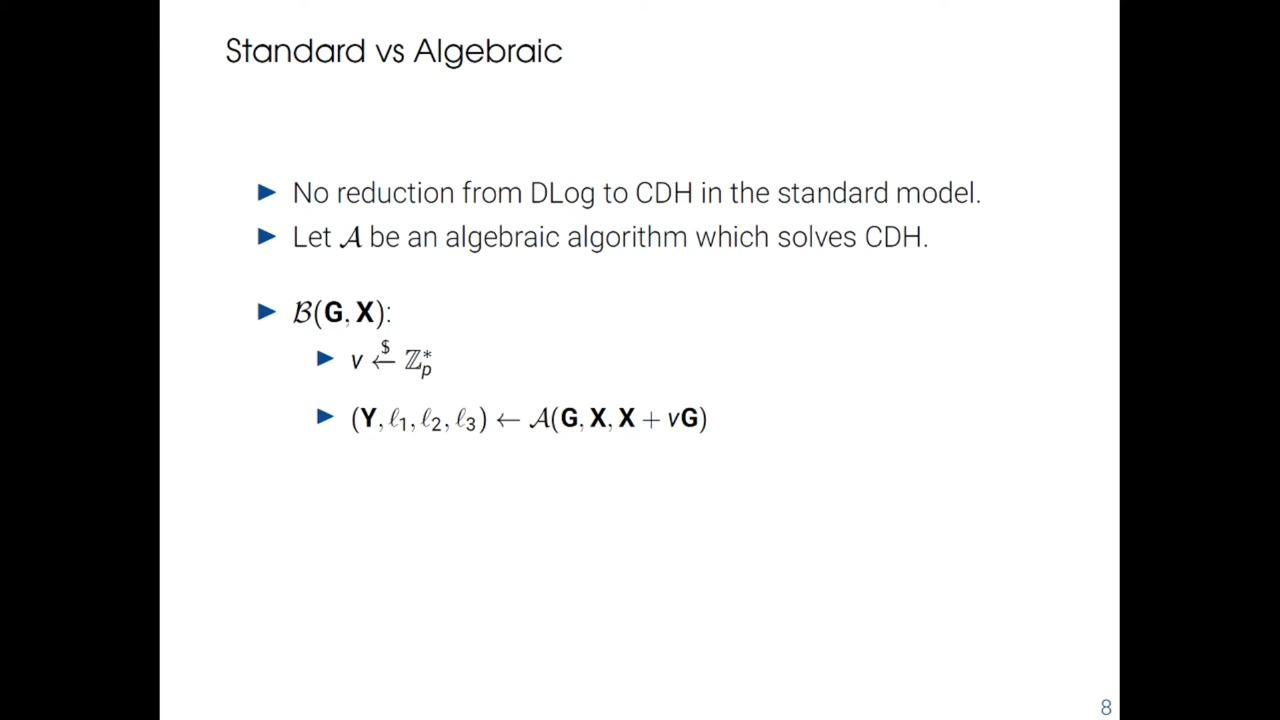 Standard vs Algebraic
▶ No reduction from DLog to CDH in the standard model.
▶ Let 𝒜 be an algebraic algorithm which solves CDH.
▶ ℬ(𝐆, 𝐗):
▶ v ←$ ℤ*ₚ
▶ (𝐘, ℓ₁, ℓ₂, ℓ₃) ← 𝒜(𝐆, 𝐗, 𝐗 + v𝐆)
8